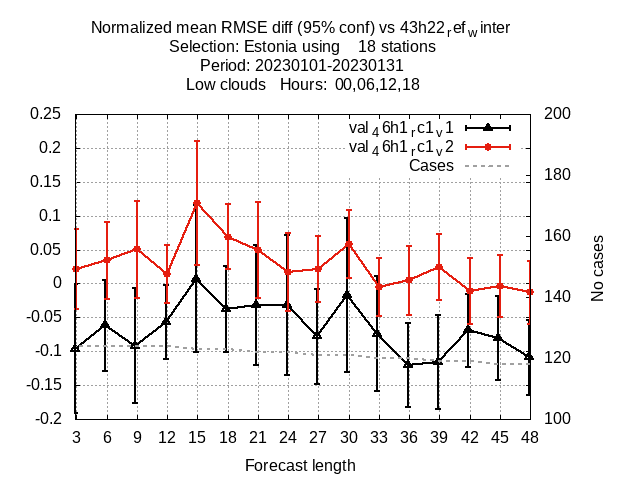 Normalized mean RMSE diff (95% conf) vs 43h22refwinter
Selection: Estonia using 18 stations
Period: 20230101-20230131
Low clouds Hours: 00,06,12,18
0.25 200
val46h1rc1v1
0.2
val46h1rc1v2
Cases
0.15 180
0.1
0.05 160
0
-0.05 140
-0.1 120
-0.15
-0.2 100
No cases
3 6 9 12 15 18 21 24 27 30 33 36 39 42 45 48
Forecast length